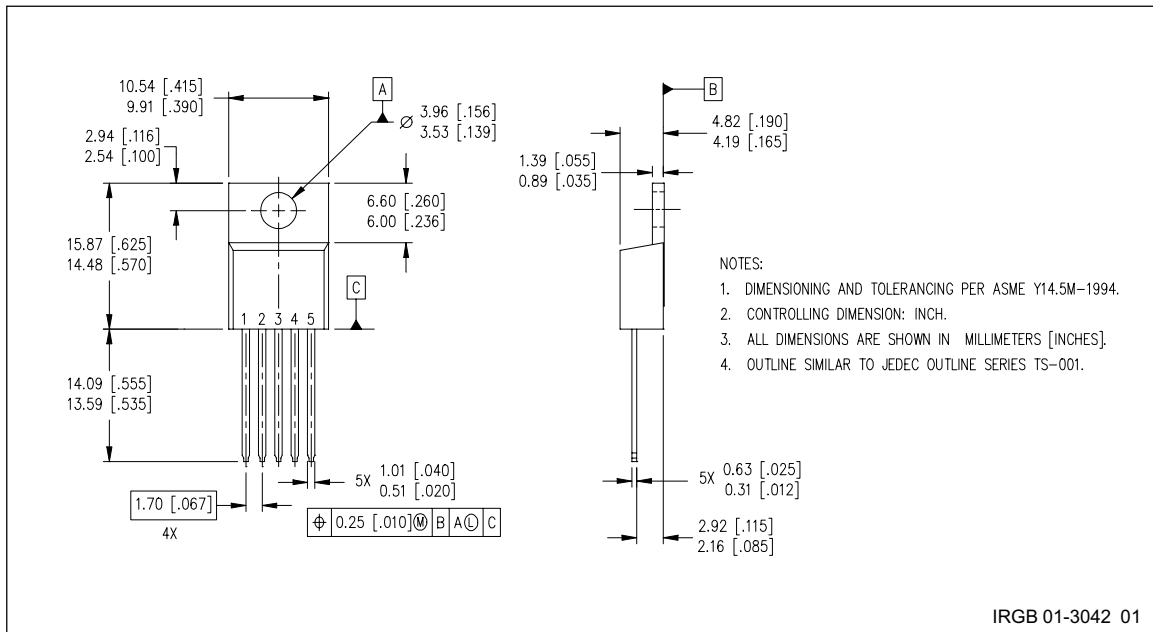 10.54 [.415]
9.91 [.390]
2.94 [.116]
2.54 [.100]
A
⌀ 3.96 [.156]
3.53 [.139]
6.60 [.260]
6.00 [.236]
15.87 [.625]
14.48 [.570]
C
1 2 3 4 5
14.09 [.555]
13.59 [.535]
5X 1.01 [.040]
0.51 [.020]
1.70 [.067]
4X
⌖ 0.25 [.010]Ⓜ B AⓁ C
B
4.82 [.190]
4.19 [.165]
1.39 [.055]
0.89 [.035]
NOTES:
1. DIMENSIONING AND TOLERANCING PER ASME Y14.5M-1994.
2. CONTROLLING DIMENSION: INCH.
3. ALL DIMENSIONS ARE SHOWN IN MILLIMETERS [INCHES].
4. OUTLINE SIMILAR TO JEDEC OUTLINE SERIES TS-001.
5X 0.63 [.025]
0.31 [.012]
2.92 [.115]
2.16 [.085]
IRGB 01-3042 01